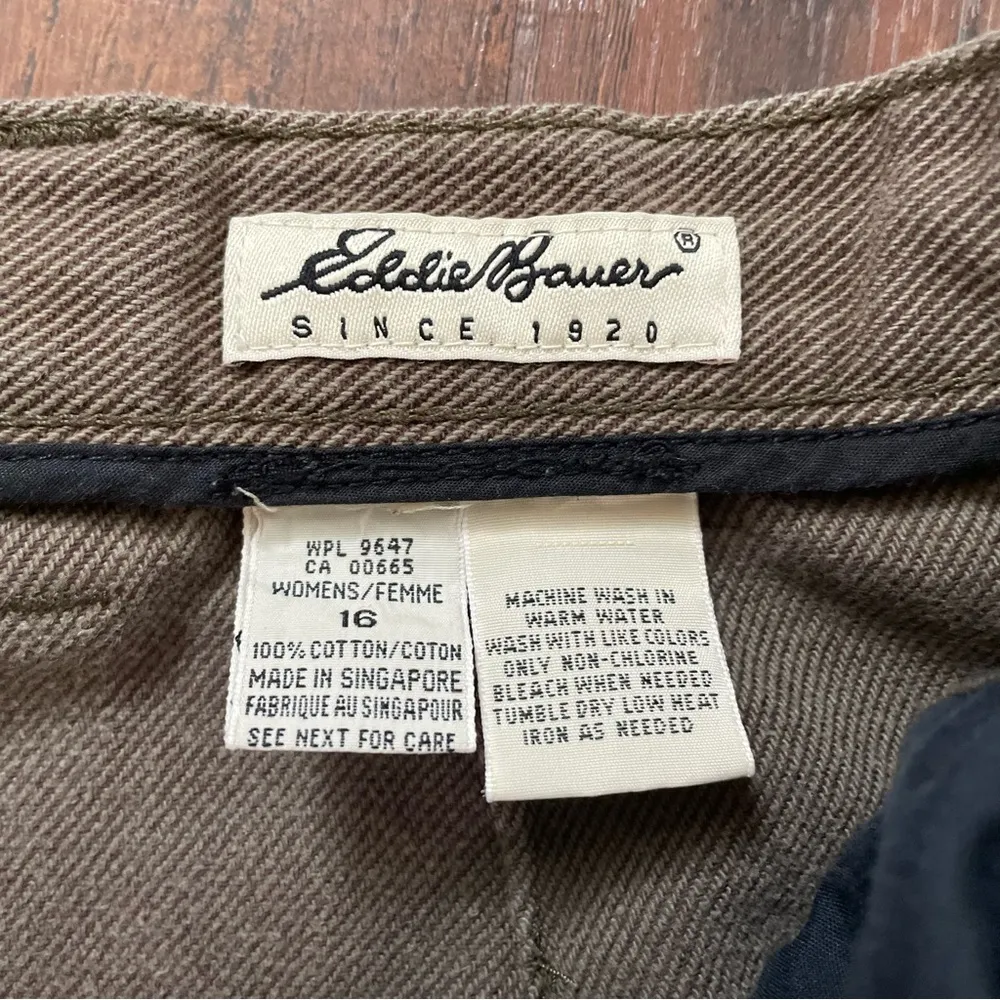 Eddie Bauer ®
SINCE 1920
WPL 9647
CA 00665
WOMENS/FEMME
16
100% COTTON/COTON
MADE IN SINGAPORE
FABRIQUE AU SINGAPOUR
SEE NEXT FOR CARE
MACHINE WASH IN
WARM WATER
WASH WITH LIKE COLORS
ONLY NON-CHLORINE
BLEACH WHEN NEEDED
TUMBLE DRY LOW HEAT
IRON AS NEEDED